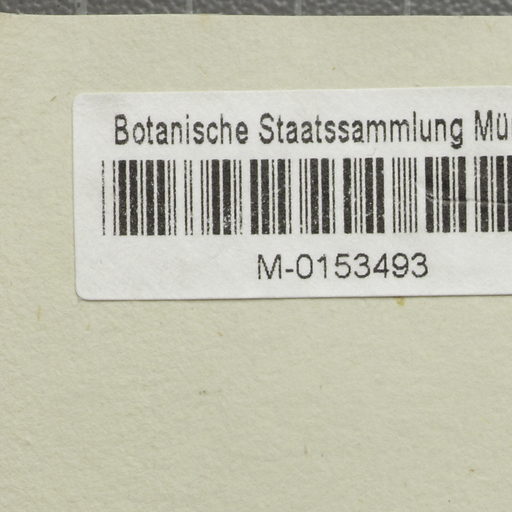 Botanische Staatssammlung Mü
M-0153493